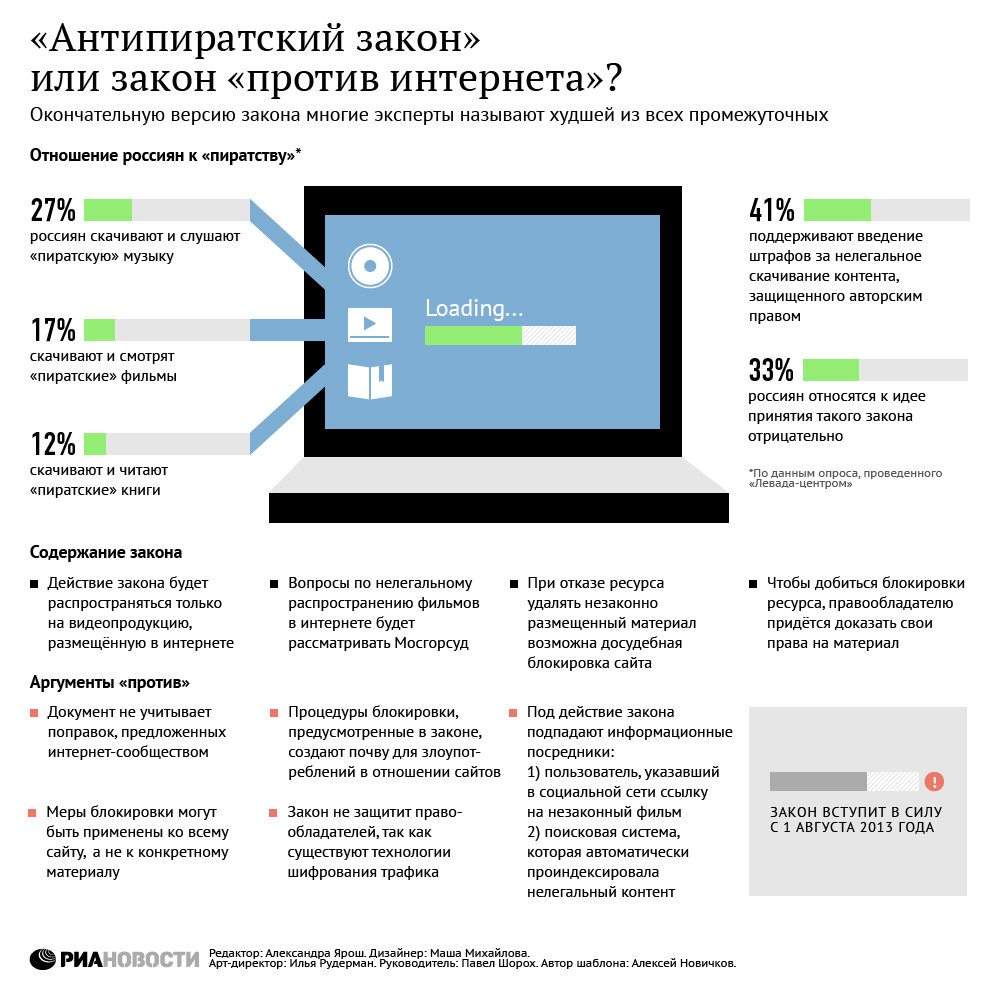 «Антипиратский закон»
или закон «против интернета»?
Окончательную версию закона многие эксперты называют худшей из всех промежуточных
Отношение россиян к «пиратству»*
27%
россиян скачивают и слушают
«пиратскую» музыку
17%
скачивают и смотрят
«пиратские» фильмы
12%
скачивают и читают
«пиратские» книги
Loading...
41%
поддерживают введение
штрафов за нелегальное
скачивание контента,
защищенного авторским
правом
33%
россиян относятся к идее
принятия такого закона
отрицательно
*По данным опроса, проведенного
«Левада-центром»
Содержание закона
Действие закона будет
распространяться только
на видеопродукцию,
размещённую в интернете
Вопросы по нелегальному
распространению фильмов
в интернете будет
рассматривать Мосгорсуд
При отказе ресурса
удалять незаконно
размещенный материал
возможна досудебная
блокировка сайта
Чтобы добиться блокировки
ресурса, правообладателю
придётся доказать свои
права на материал
Аргументы «против»
Документ не учитывает
поправок, предложенных
интернет-сообществом
Процедуры блокировки,
предусмотренные в законе,
создают почву для злоупот-
реблений в отношении сайтов
Под действие закона
подпадают информационные
посредники:
1) пользователь, указавший
в социальной сети ссылку
на незаконный фильм
2) поисковая система,
которая автоматически
проиндексировала
нелегальный контент
Меры блокировки могут
быть применены ко всему
сайту, а не к конкретному
материалу
Закон не защитит право-
обладателей, так как
существуют технологии
шифрования трафика
!
ЗАКОН ВСТУПИТ В СИЛУ
С 1 АВГУСТА 2013 ГОДА
РИАНОВОСТИ
Редактор: Александра Ярош. Дизайнер: Маша Михайлова.
Арт-директор: Илья Рудерман. Руководитель: Павел Шорох. Автор шаблона: Алексей Новичков.